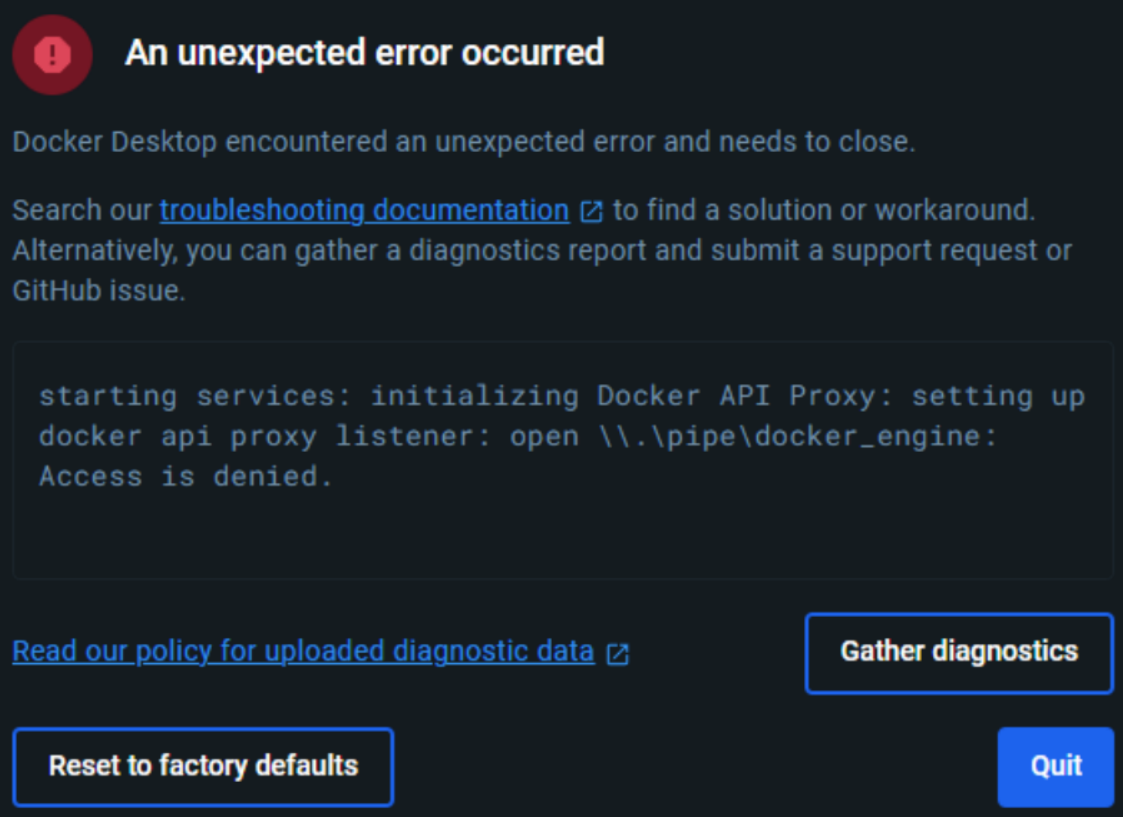 An unexpected error occurred
Docker Desktop encountered an unexpected error and needs to close.
Search our troubleshooting documentation to find a solution or workaround.
Alternatively, you can gather a diagnostics report and submit a support request or
GitHub issue.
starting services: initializing Docker API Proxy: setting up
docker api proxy listener: open \\.\pipe\docker_engine:
Access is denied.
Read our policy for uploaded diagnostic data
Gather diagnostics
Reset to factory defaults
Quit